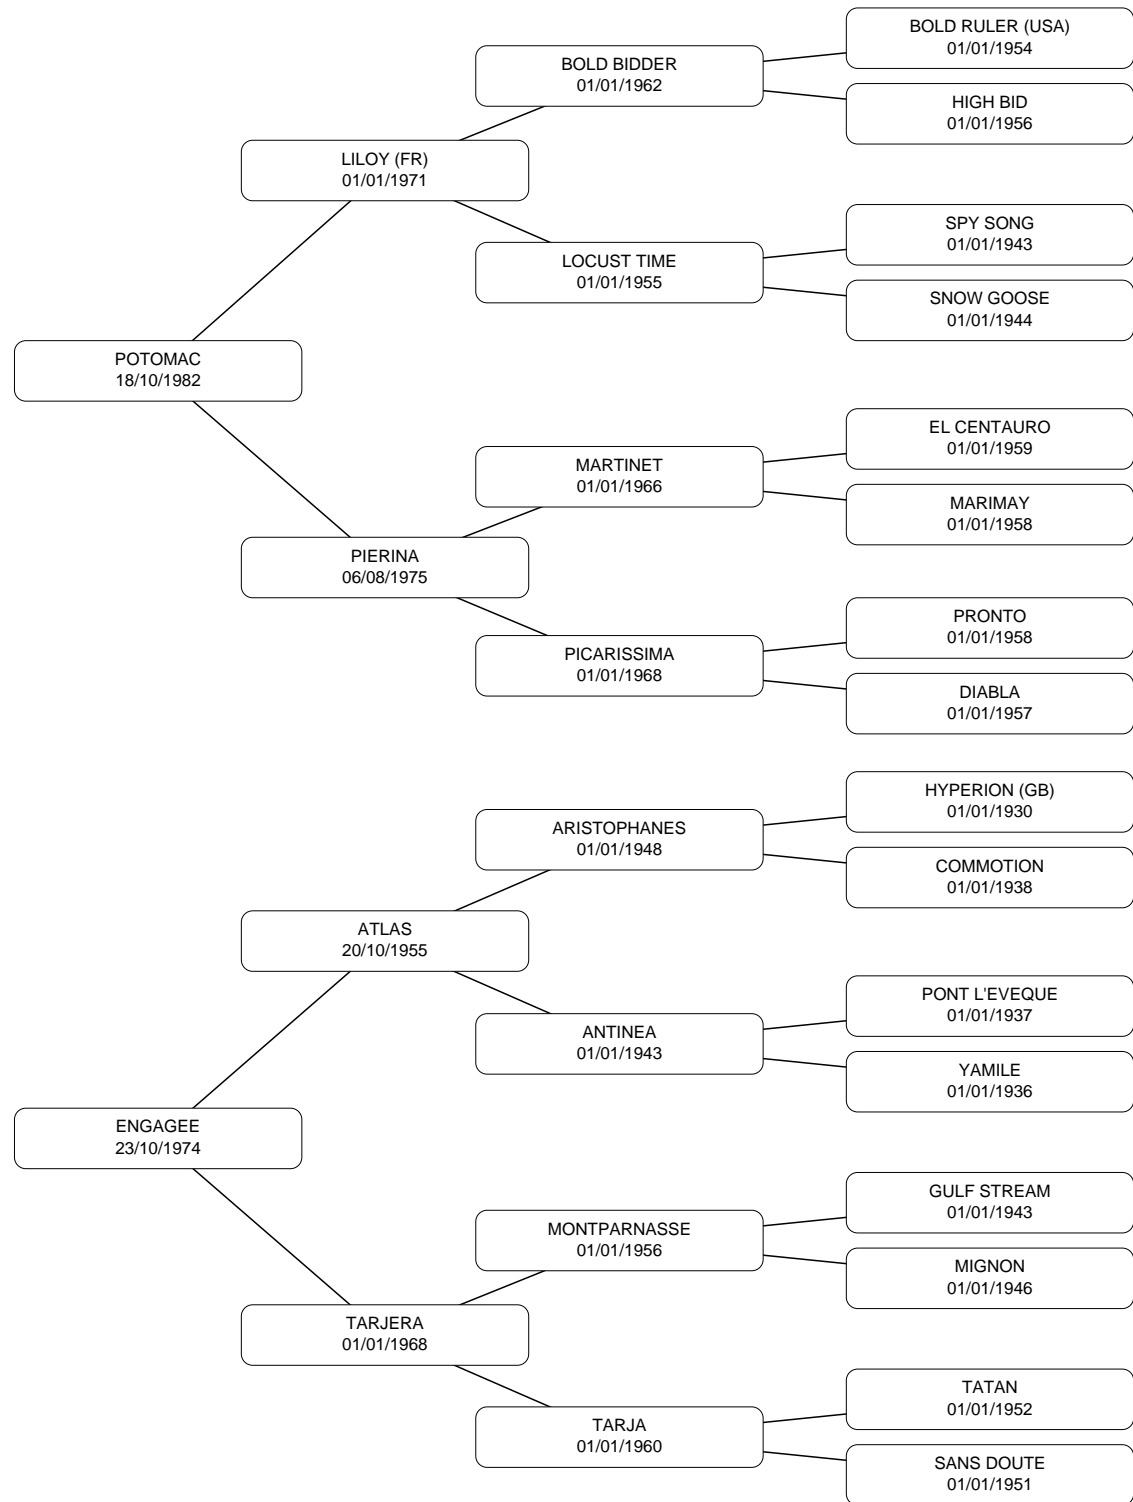 BOLD RULER (USA)
01/01/1954
BOLD BIDDER
01/01/1962
HIGH BID
01/01/1956
LILOY (FR)
01/01/1971
SPY SONG
01/01/1943
LOCUST TIME
01/01/1955
SNOW GOOSE
01/01/1944
POTOMAC
18/10/1982
EL CENTAURO
01/01/1959
MARTINET
01/01/1966
MARIMAY
01/01/1958
PIERINA
06/08/1975
PRONTO
01/01/1958
PICARISSIMA
01/01/1968
DIABLA
01/01/1957
HYPERION (GB)
01/01/1930
ARISTOPHANES
01/01/1948
COMMOTION
01/01/1938
ATLAS
20/10/1955
PONT L'EVEQUE
01/01/1937
ANTINEA
01/01/1943
YAMILE
01/01/1936
ENGAGEE
23/10/1974
GULF STREAM
01/01/1943
MONTPARNASSE
01/01/1956
MIGNON
01/01/1946
TARJERA
01/01/1968
TATAN
01/01/1952
TARJA
01/01/1960
SANS DOUTE
01/01/1951